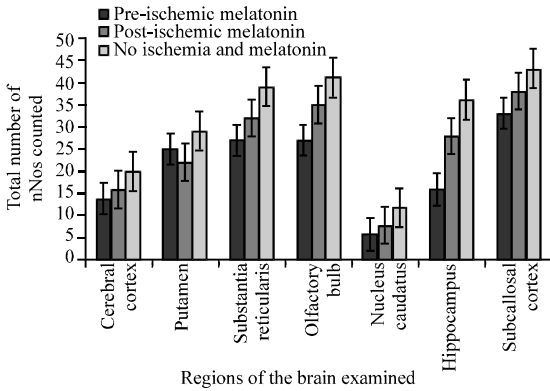 Pre-ischemic melatonin
Post-ischemic melatonin
No ischemia and melatonin
Total number of
nNos counted
50
45
40
35
30
25
20
15
10
5
0
Cerebral
cortex
Putamen
Substantia
reticularis
Olfactory
bulb
Nucleus
caudatus
Hippocampus
Subcallosal
cortex
Regions of the brain examined